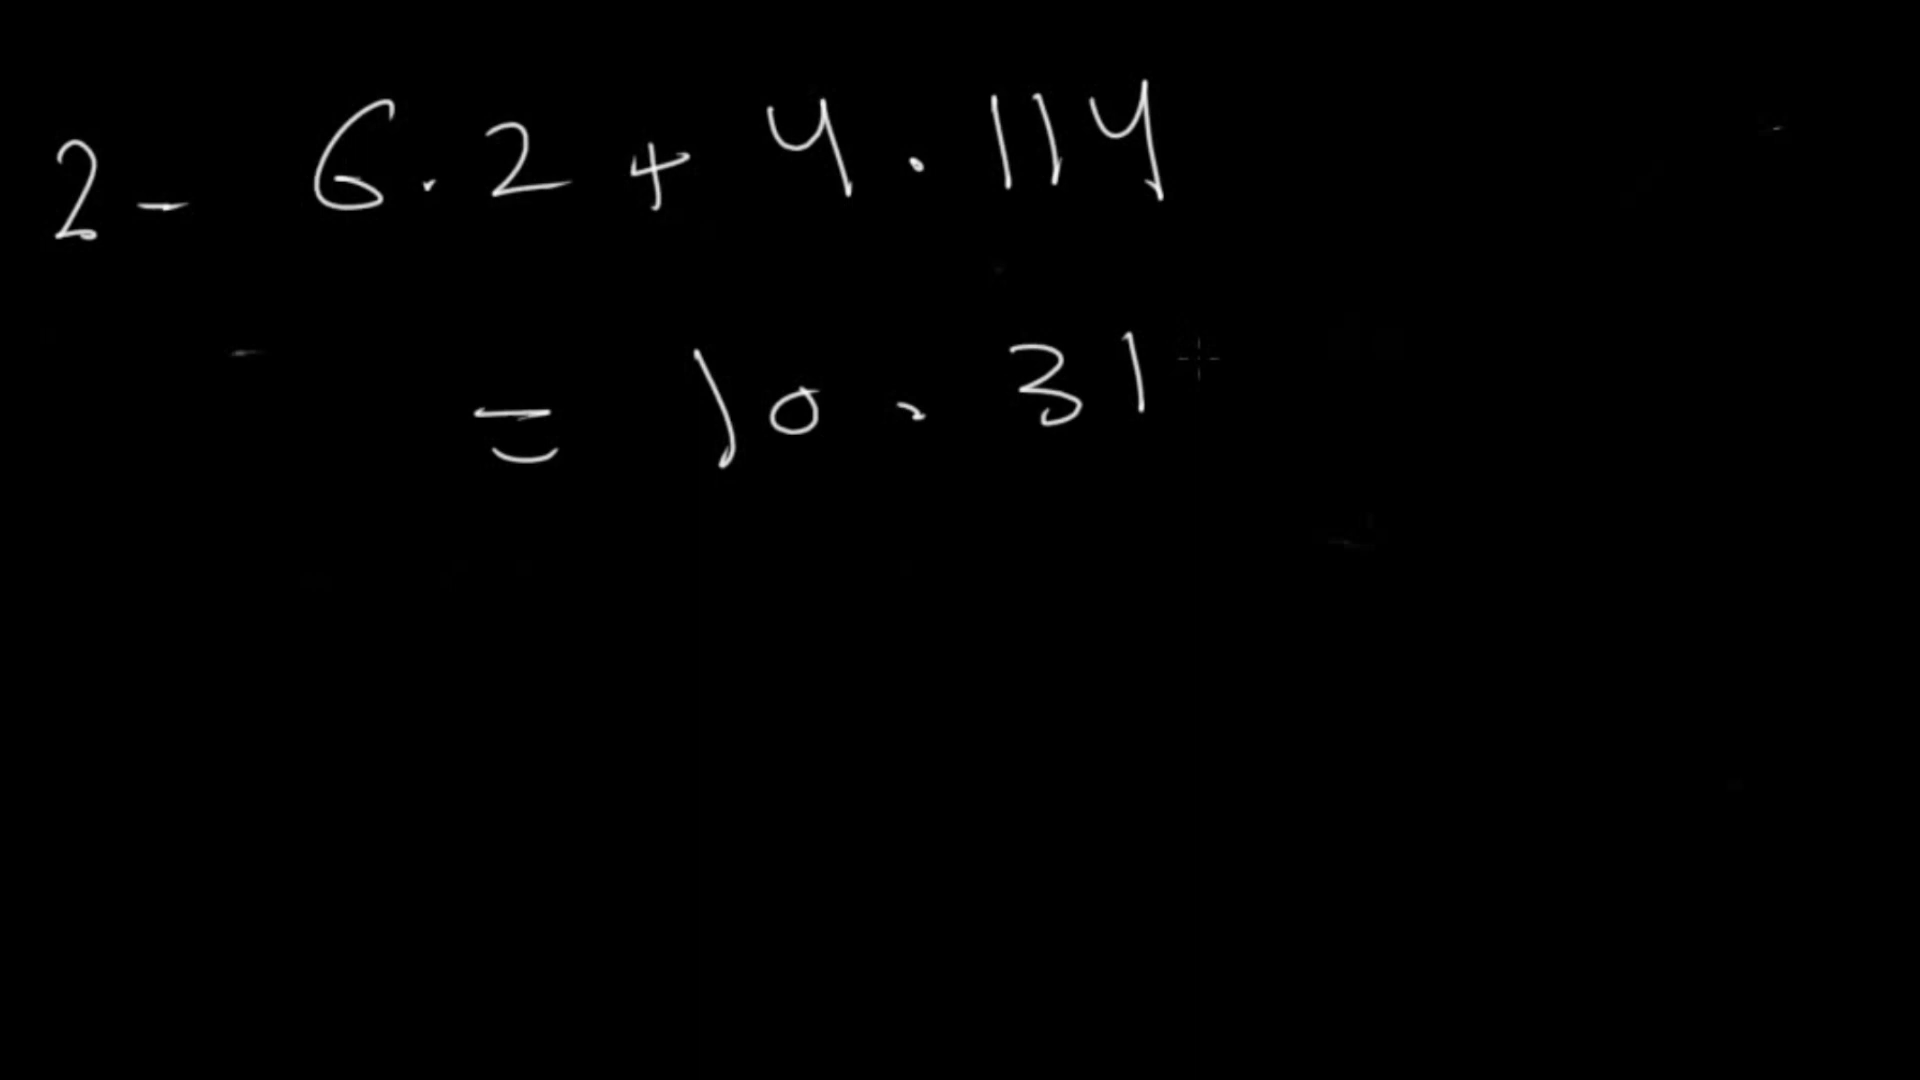 2- 6.2 + 4.114
= 10.31